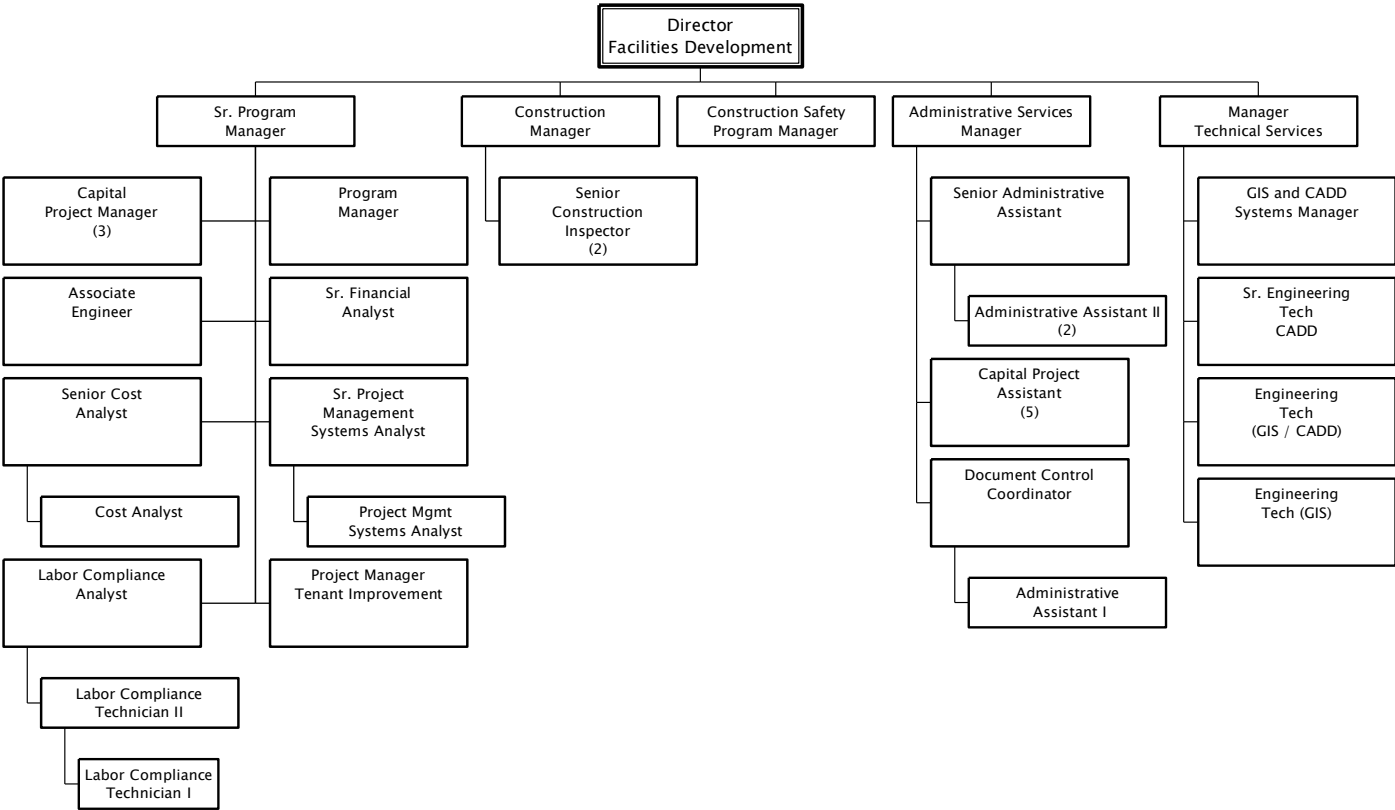 Director
Facilities Development
Sr. Program
Manager
Construction
Manager
Construction Safety
Program Manager
Administrative Services
Manager
Manager
Technical Services
Capital
Project Manager
(3)
Program
Manager
Senior
Construction
Inspector
(2)
Senior Administrative
Assistant
GIS and CADD
Systems Manager
Associate
Engineer
Sr. Financial
Analyst
Administrative Assistant II
(2)
Sr. Engineering
Tech
CADD
Senior Cost
Analyst
Sr. Project
Management
Systems Analyst
Capital Project
Assistant
(5)
Engineering
Tech
(GIS / CADD)
Cost Analyst
Project Mgmt
Systems Analyst
Document Control
Coordinator
Engineering
Tech (GIS)
Labor Compliance
Analyst
Project Manager
Tenant Improvement
Administrative
Assistant I
Labor Compliance
Technician II
Labor Compliance
Technician I